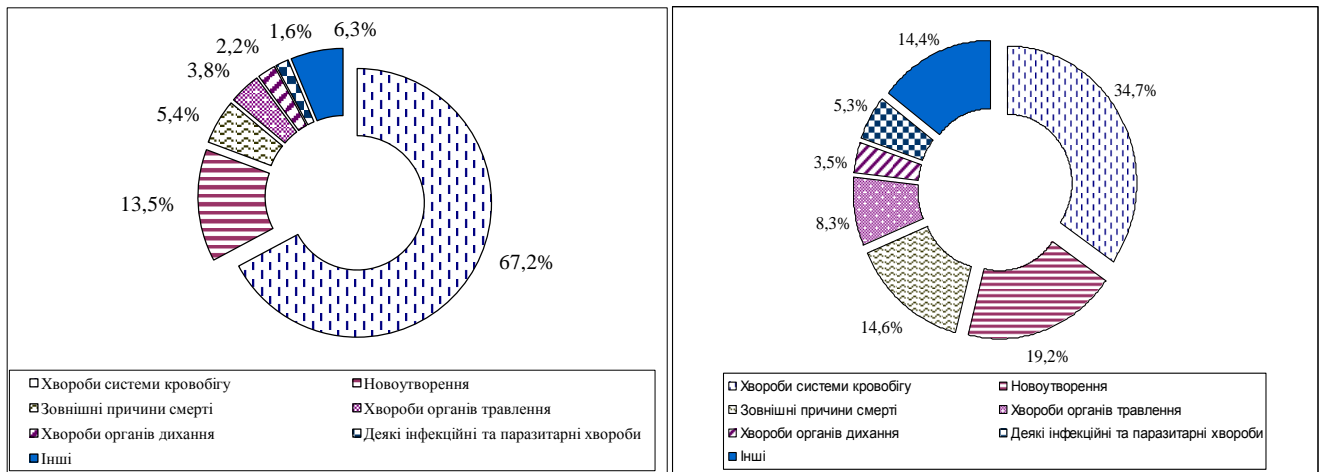 1,6%
6,3%
2,2%
3,8%
5,4%
13,5%
67,2%
Хвороби системи кровобігу
Новоутворення
Зовнішні причини смерті
Хвороби органів травлення
Хвороби органів дихання
Деякі інфекційні та паразитарні хвороби
Інші
14,4%
34,7%
5,3%
3,5%
8,3%
14,6%
19,2%
Хвороби системи кровобігу
Новоутворення
Зовнішні причини смерті
Хвороби органів травлення
Хвороби органів дихання
Деякі інфекційні та паразитарні хвороби
Інші